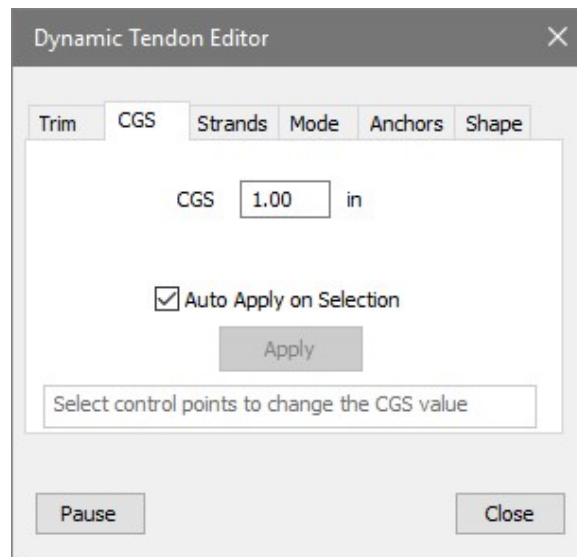 Dynamic Tendon Editor
Trim CGS Strands Mode Anchors Shape
CGS 1.00 in
Auto Apply on Selection
Apply
Select control points to change the CGS value
Pause Close